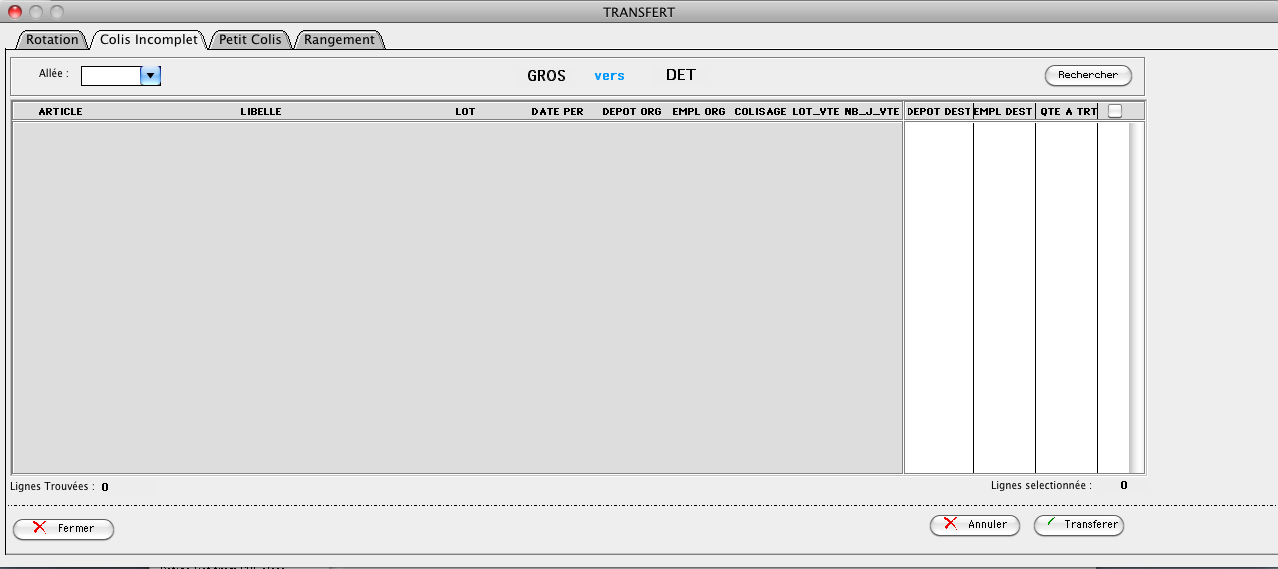 TRANSFERT
Rotation Colis Incomplet Petit Colis Rangement
Allée : GROS vers DET Rechercher
ARTICLE LIBELLE LOT DATE PER DEPOT ORG EMPL ORG COLISAGE LOT_VTE NB_J_VTE DEPOT DEST EMPL DEST QTE A TRT
Lignes Trouvées : 0 Lignes selectionnée : 0
Fermer Annuler Transferer